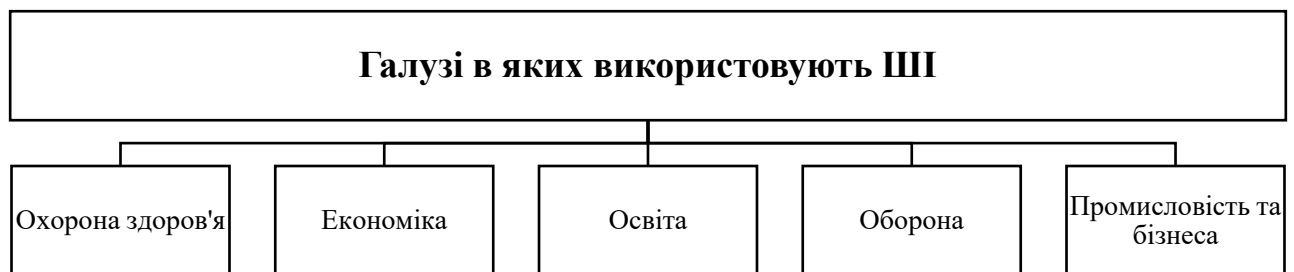 Галузі в яких використовують ШІ
Охорона здоров'я
Економіка
Освіта
Оборона
Промисловість та
бізнеса